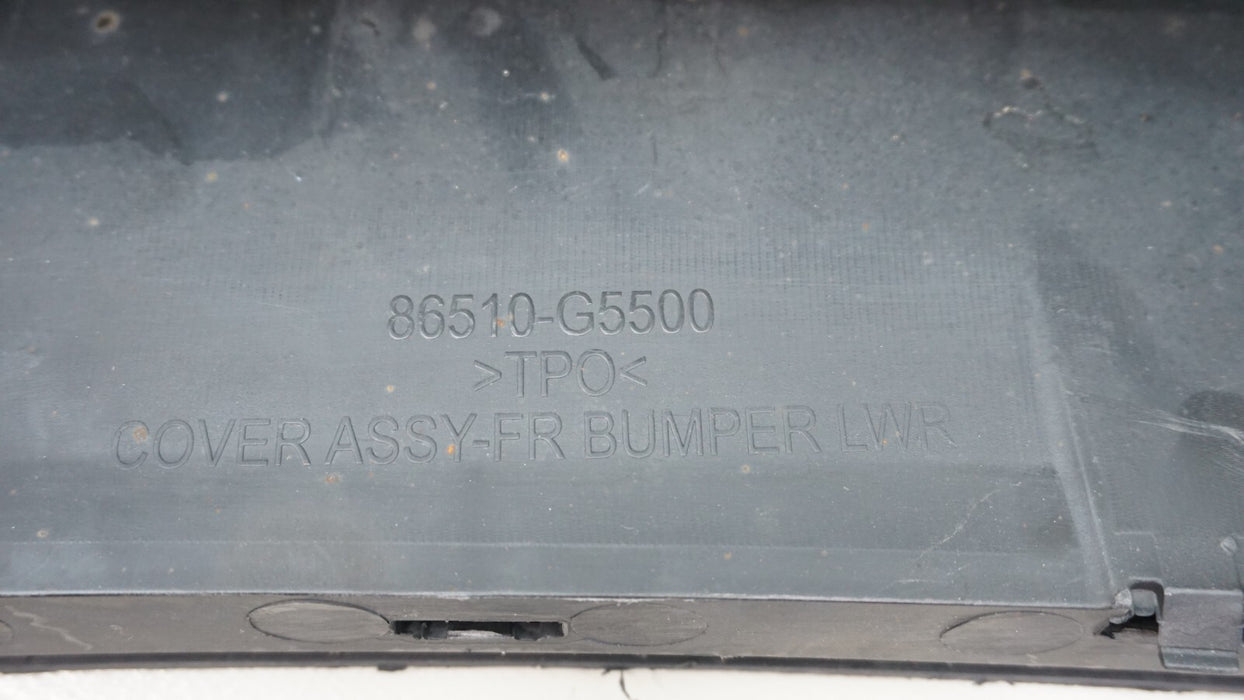 86510-G5500
>TPO<
COVER ASSY-FR BUMPER LWR